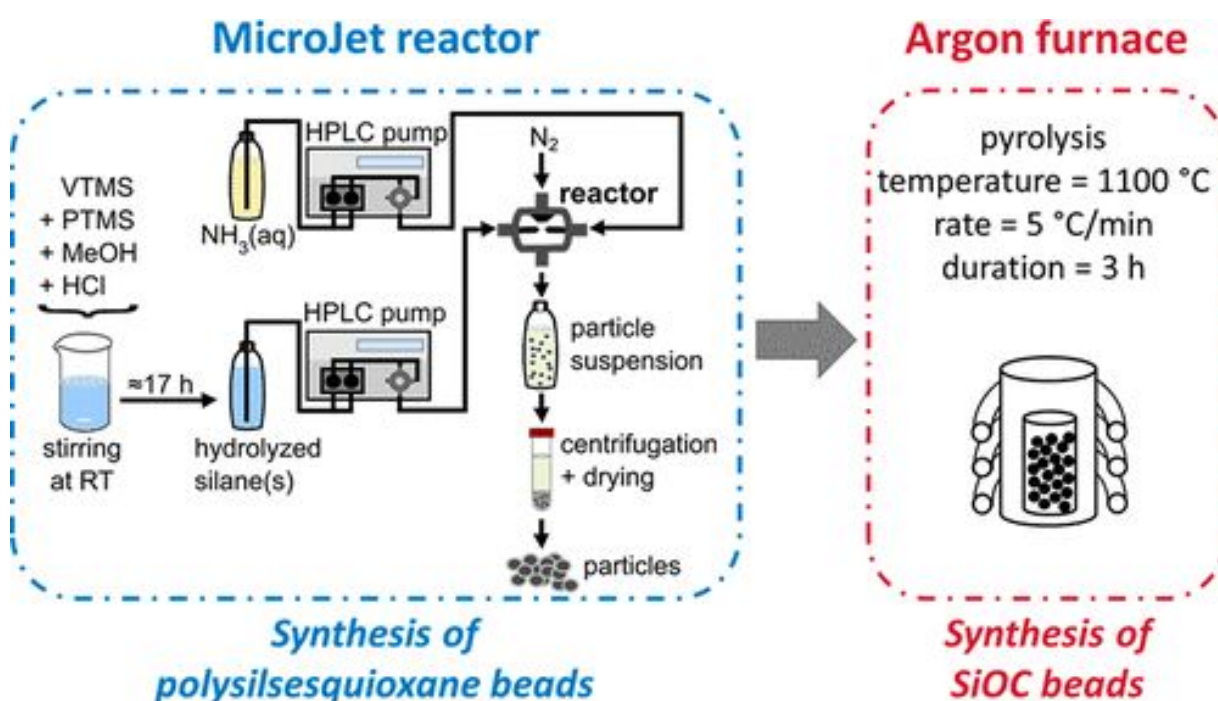 MicroJet reactor
VTMS
+ PTMS
+ MeOH
+ HCl
stirring
at RT
≈17 h
hydrolyzed
silane(s)
NH₃(aq)
HPLC pump
HPLC pump
N₂
reactor
particle
suspension
centrifugation
+ drying
particles
Synthesis of
polysilsesquioxane beads
Argon furnace
pyrolysis
temperature = 1100 °C
rate = 5 °C/min
duration = 3 h
Synthesis of
SiOC beads